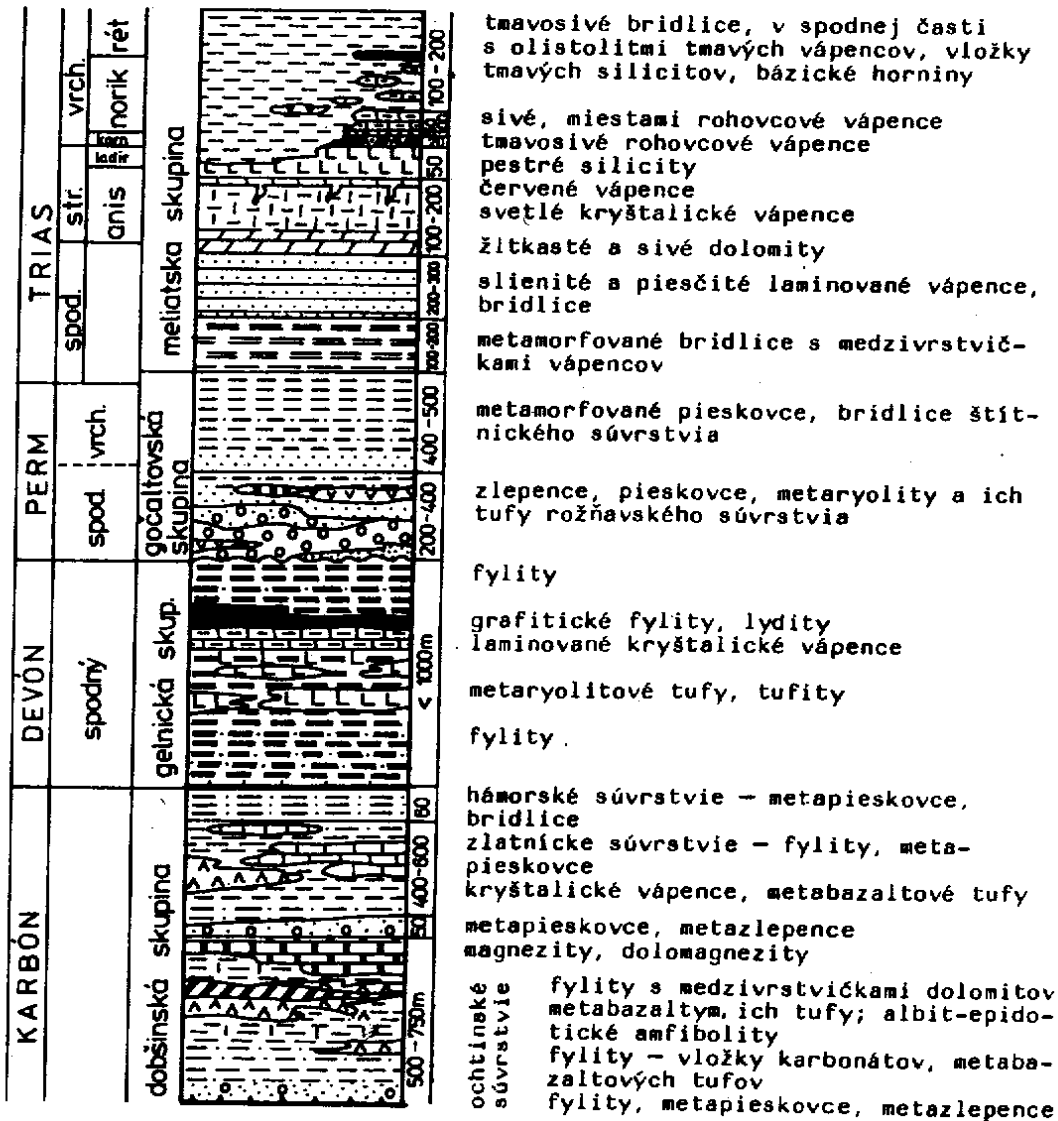 TRIAS
PERM
DEVÓN
KARBÓN
vrch.
str.
spod.
vrch.
spod.
spodný
rét
norik
karn
ladin
anis
meliatska skupina
gočaltovská
skupina
gelnická skup.
dobšinská skupina
100-200
50
100-200
100-200
200-300
100-200
400-500
200-400
< 1000m
60
400-600
50
500-750m
tmavosivé bridlice, v spodnej časti
s olistolitmi tmavých vápencov, vložky
tmavých silicitov, bázické horniny
sivé, miestami rohovcové vápence
tmavosivé rohovcové vápence
pestré silicity
červené vápence
svetlé kryštalické vápence
žltkasté a sivé dolomity
slienité a piesčité laminované vápence,
bridlice
metamorfované bridlice s medzivrstvič-
kami vápencov
metamorfované pieskovce, bridlice štít-
nického súvrstvia
zlepence, pieskovce, metaryolity a ich
tufy rožňavského súvrstvia
fylity
grafitické fylity, lydity
laminované kryštalické vápence
metaryolitové tufy, tufity
fylity.
hámorské súvrstvie — metapieskovce,
bridlice
zlatnícke súvrstvie — fylity, meta-
pieskovce
kryštalické vápence, metabazaltové tufy
metapieskovce, metazlepence
magnezity, dolomagnezity
ochtinské
súvrstvie
fylity s medzivrstvičkami dolomitov
metabazaltym, ich tufy; albit-epido-
tické amfibolity
fylity — vložky karbonátov, metaba-
zaltových tufov
fylity, metapieskovce, metazlepence